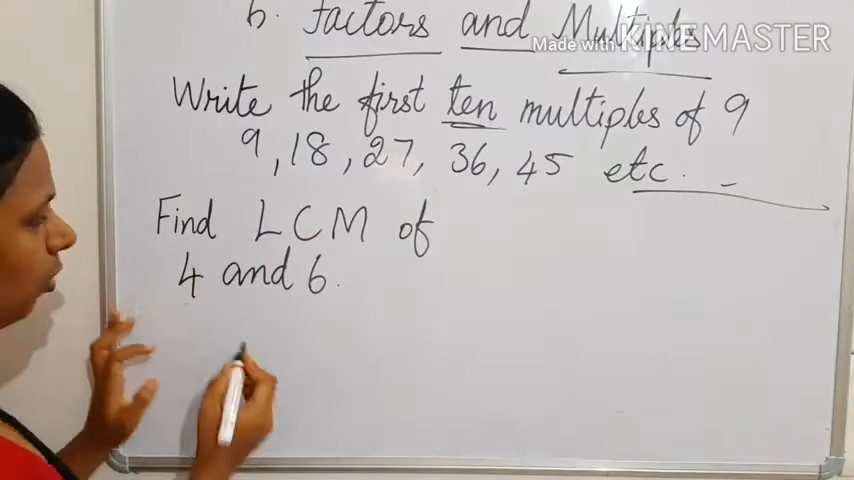 6. Factors and Multiples
Made with KINEMASTER
Write the first ten multiples of 9
9, 18, 27, 36, 45 etc.
Find LCM of
4 and 6.